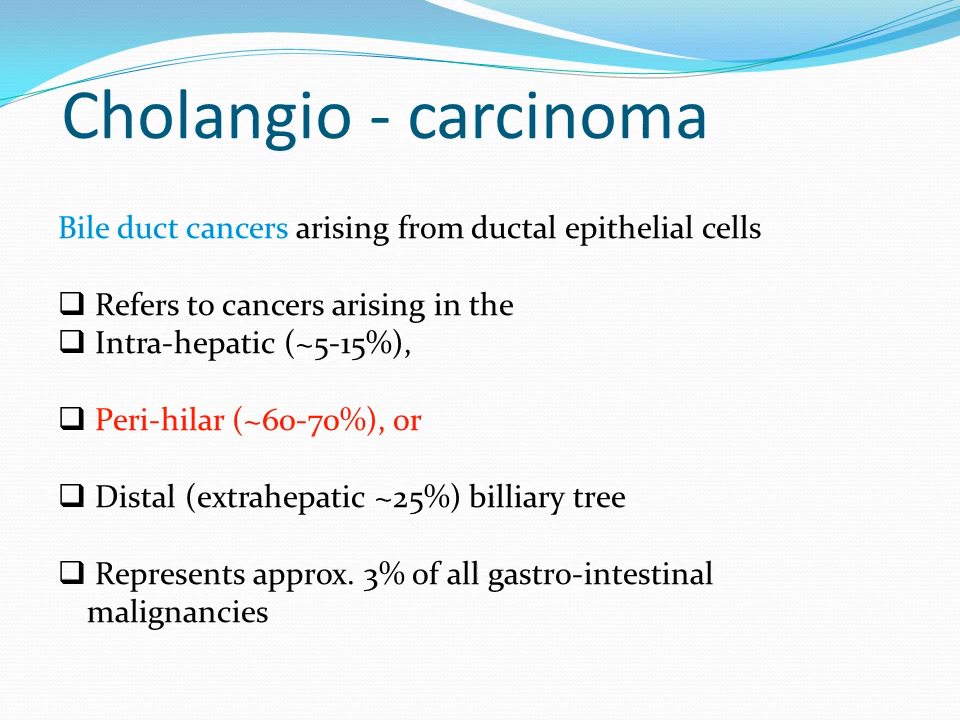 Cholangio - carcinoma
Bile duct cancers arising from ductal epithelial cells
❑ Refers to cancers arising in the
❑ Intra-hepatic (~5-15%),
❑ Peri-hilar (~60-70%), or
❑ Distal (extrahepatic ~25%) billiary tree
❑ Represents approx. 3% of all gastro-intestinal
malignancies